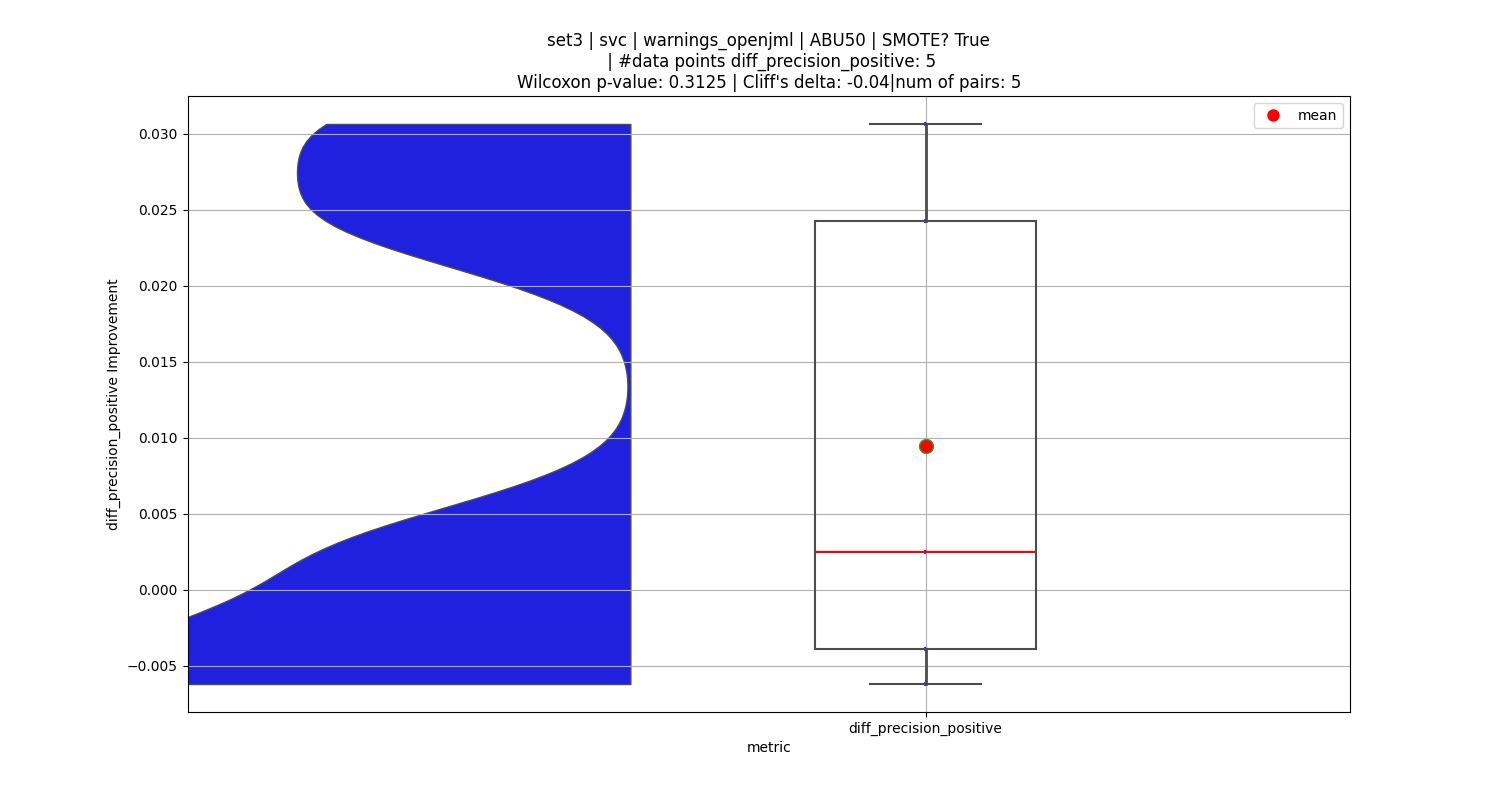 set3 | svc | warnings_openjml | ABU50 | SMOTE? True
| #data points diff_precision_positive: 5
Wilcoxon p-value: 0.3125 | Cliff's delta: -0.04|num of pairs: 5
mean
0.030
0.025
0.020
0.015
0.010
0.005
0.000
−0.005
diff_precision_positive Improvement
diff_precision_positive
metric